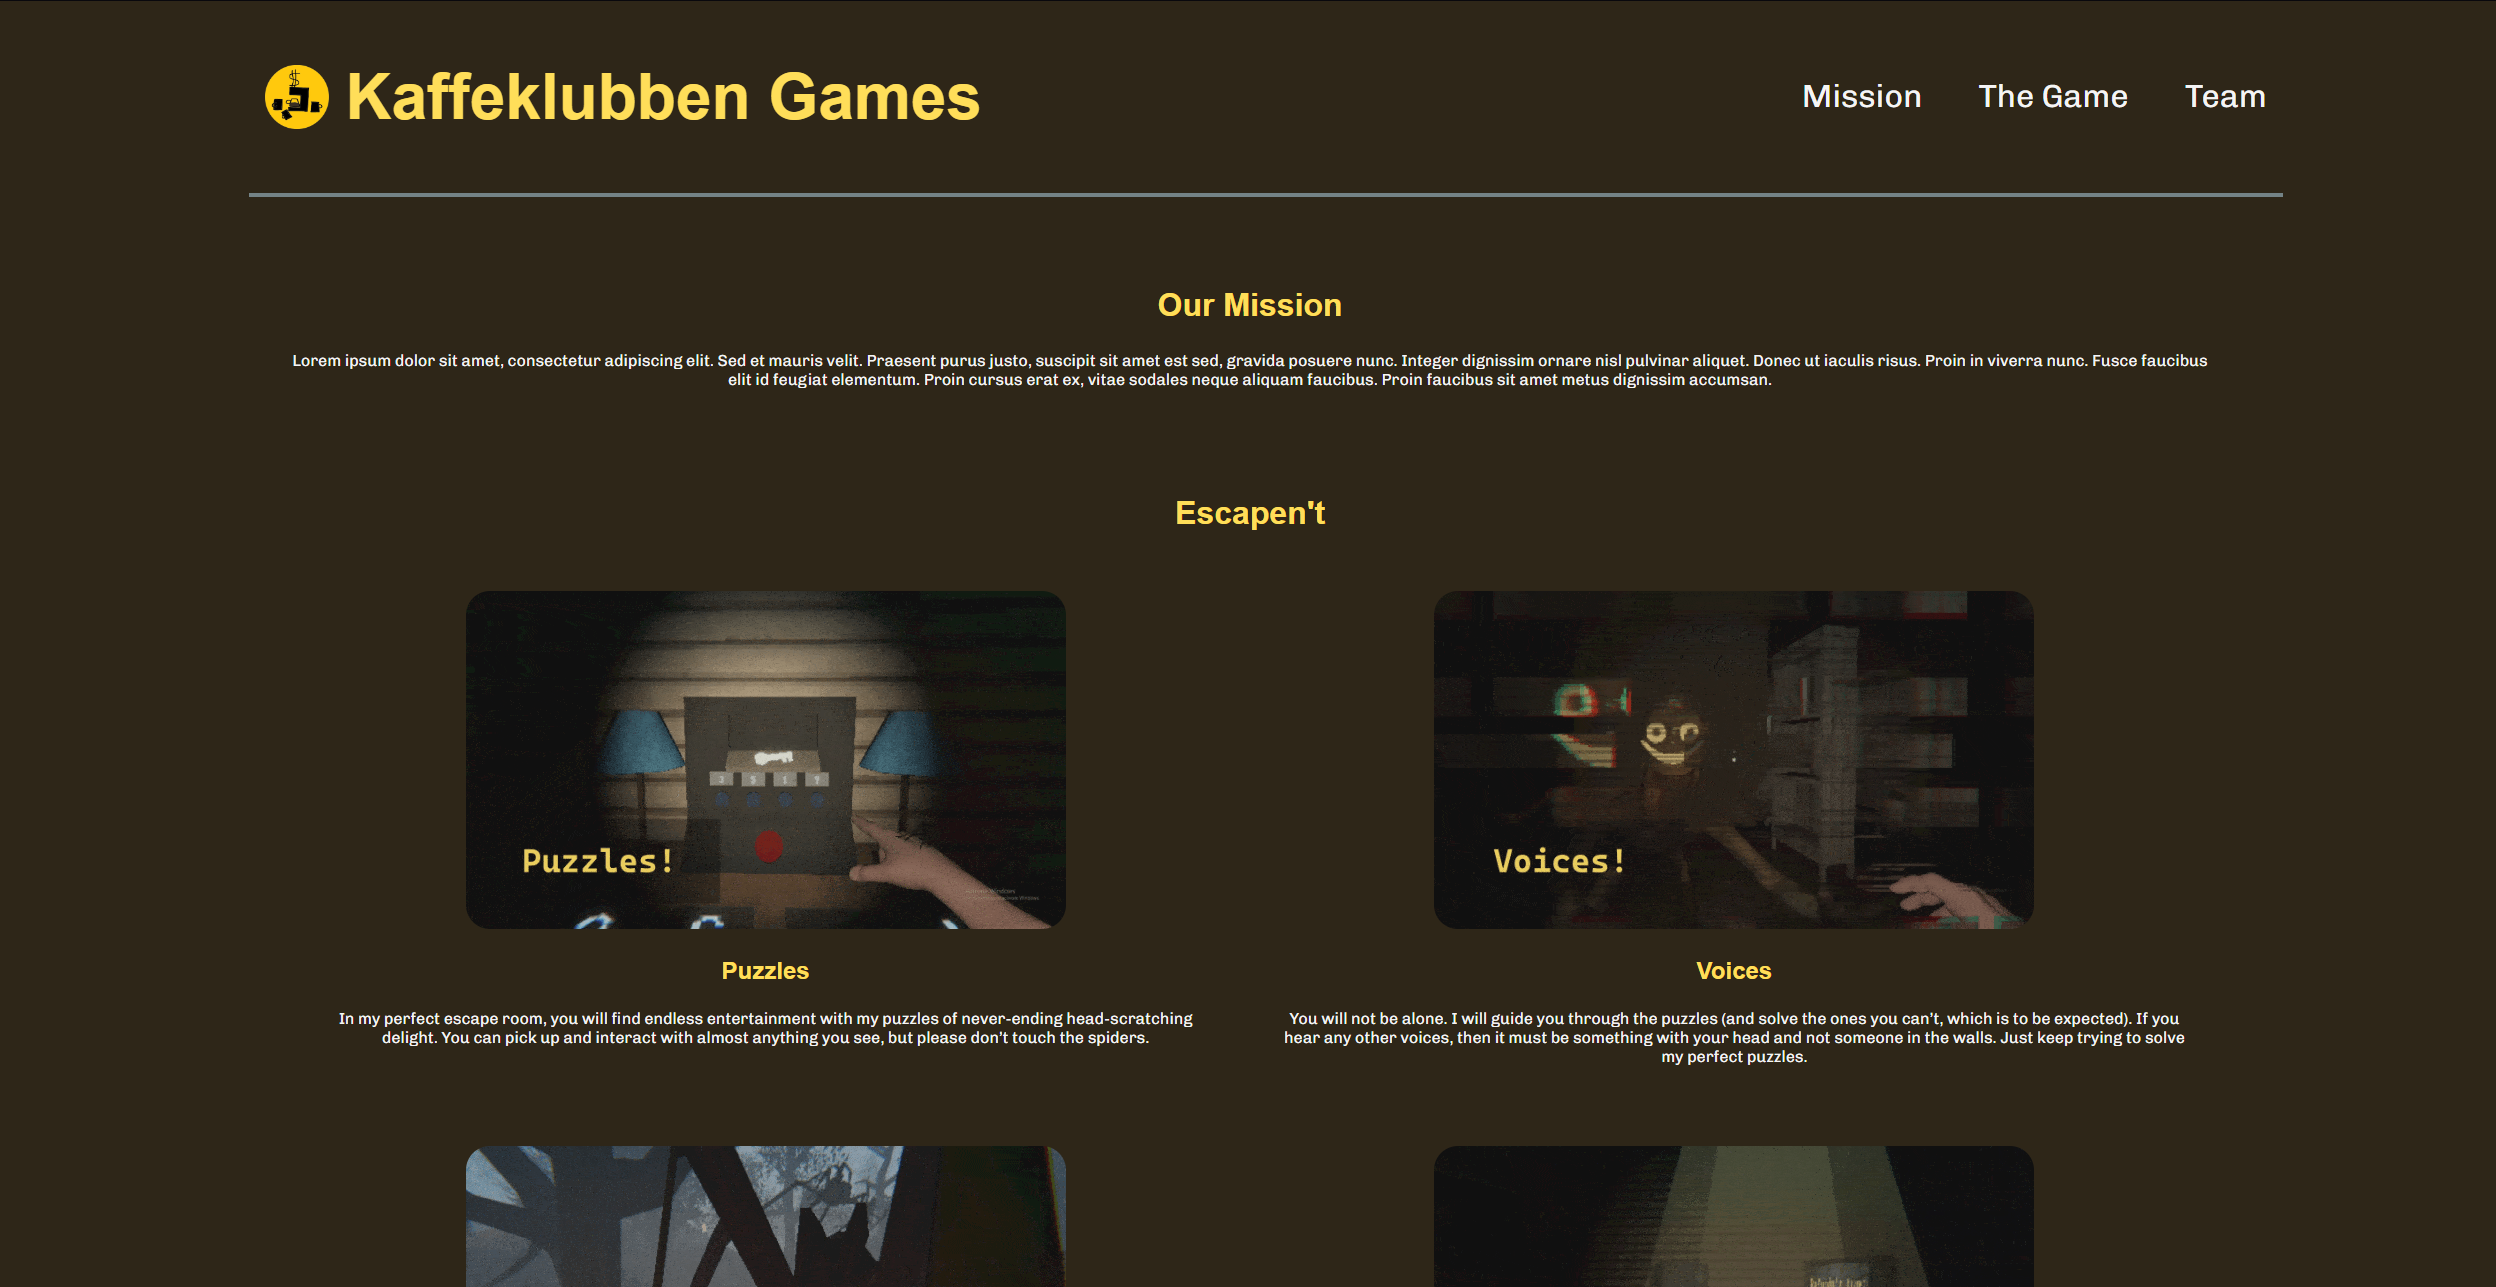 Kaffeklubben Games
Mission
The Game
Team
Our Mission
Lorem ipsum dolor sit amet, consectetur adipiscing elit. Sed et mauris velit. Praesent purus justo, suscipit sit amet est sed, gravida posuere nunc. Integer dignissim ornare nisl pulvinar aliquet. Donec ut iaculis risus. Proin in viverra nunc. Fusce faucibus
elit id feugiat elementum. Proin cursus erat ex, vitae sodales neque aliquam faucibus. Proin faucibus sit amet metus dignissim accumsan.
Escapen't
Puzzles!
Puzzles
In my perfect escape room, you will find endless entertainment with my puzzles of never-ending head-scratching
delight. You can pick up and interact with almost anything you see, but please don’t touch the spiders.
Voices!
Voices
You will not be alone. I will guide you through the puzzles (and solve the ones you can’t, which is to be expected). If you
hear any other voices, then it must be something with your head and not someone in the walls. Just keep trying to solve
my perfect puzzles.